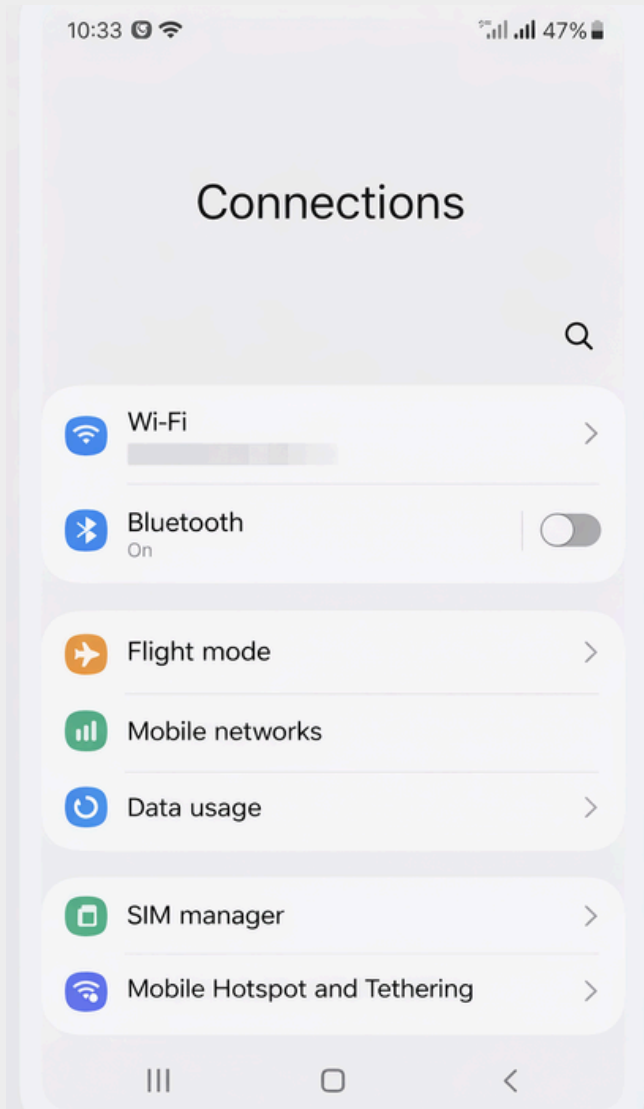 10:33 47%
Connections
Wi-Fi
Bluetooth
On
Flight mode
Mobile networks
Data usage
SIM manager
Mobile Hotspot and Tethering